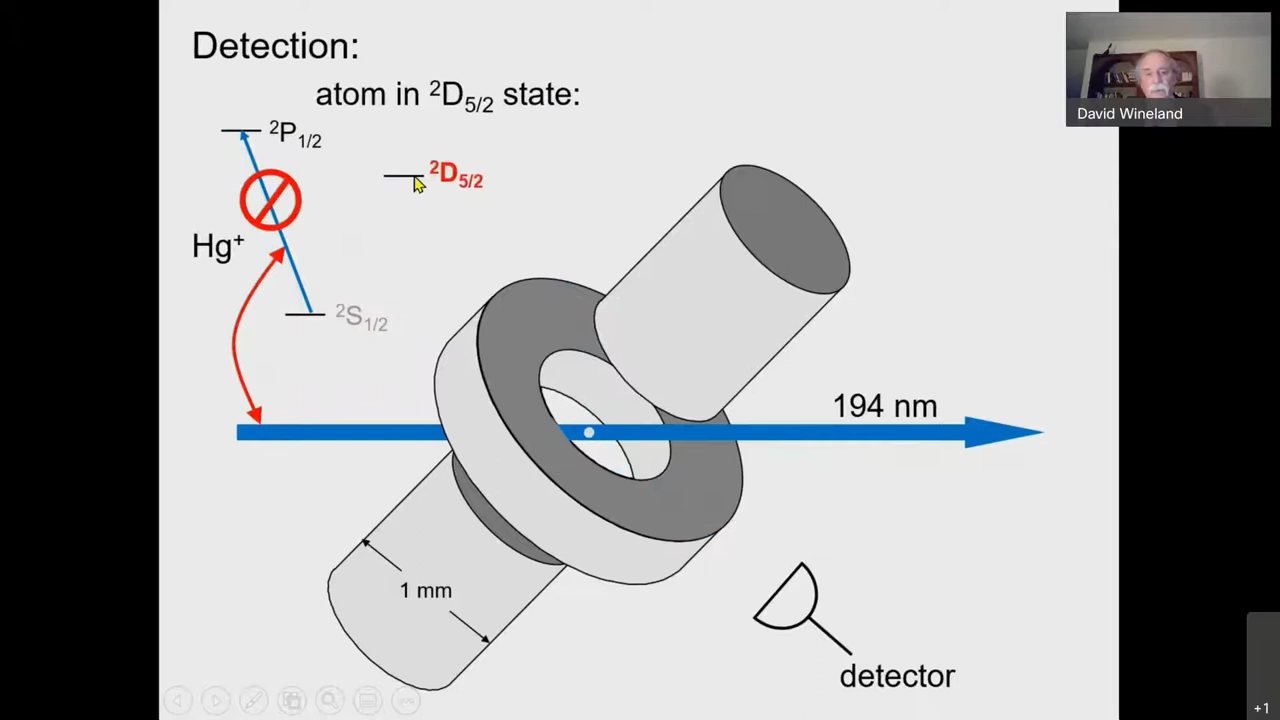 Detection:
atom in ²D₅/₂ state:
²P₁/₂
²D₅/₂
Hg⁺
²S₁/₂
194 nm
1 mm
detector
David Wineland
+1